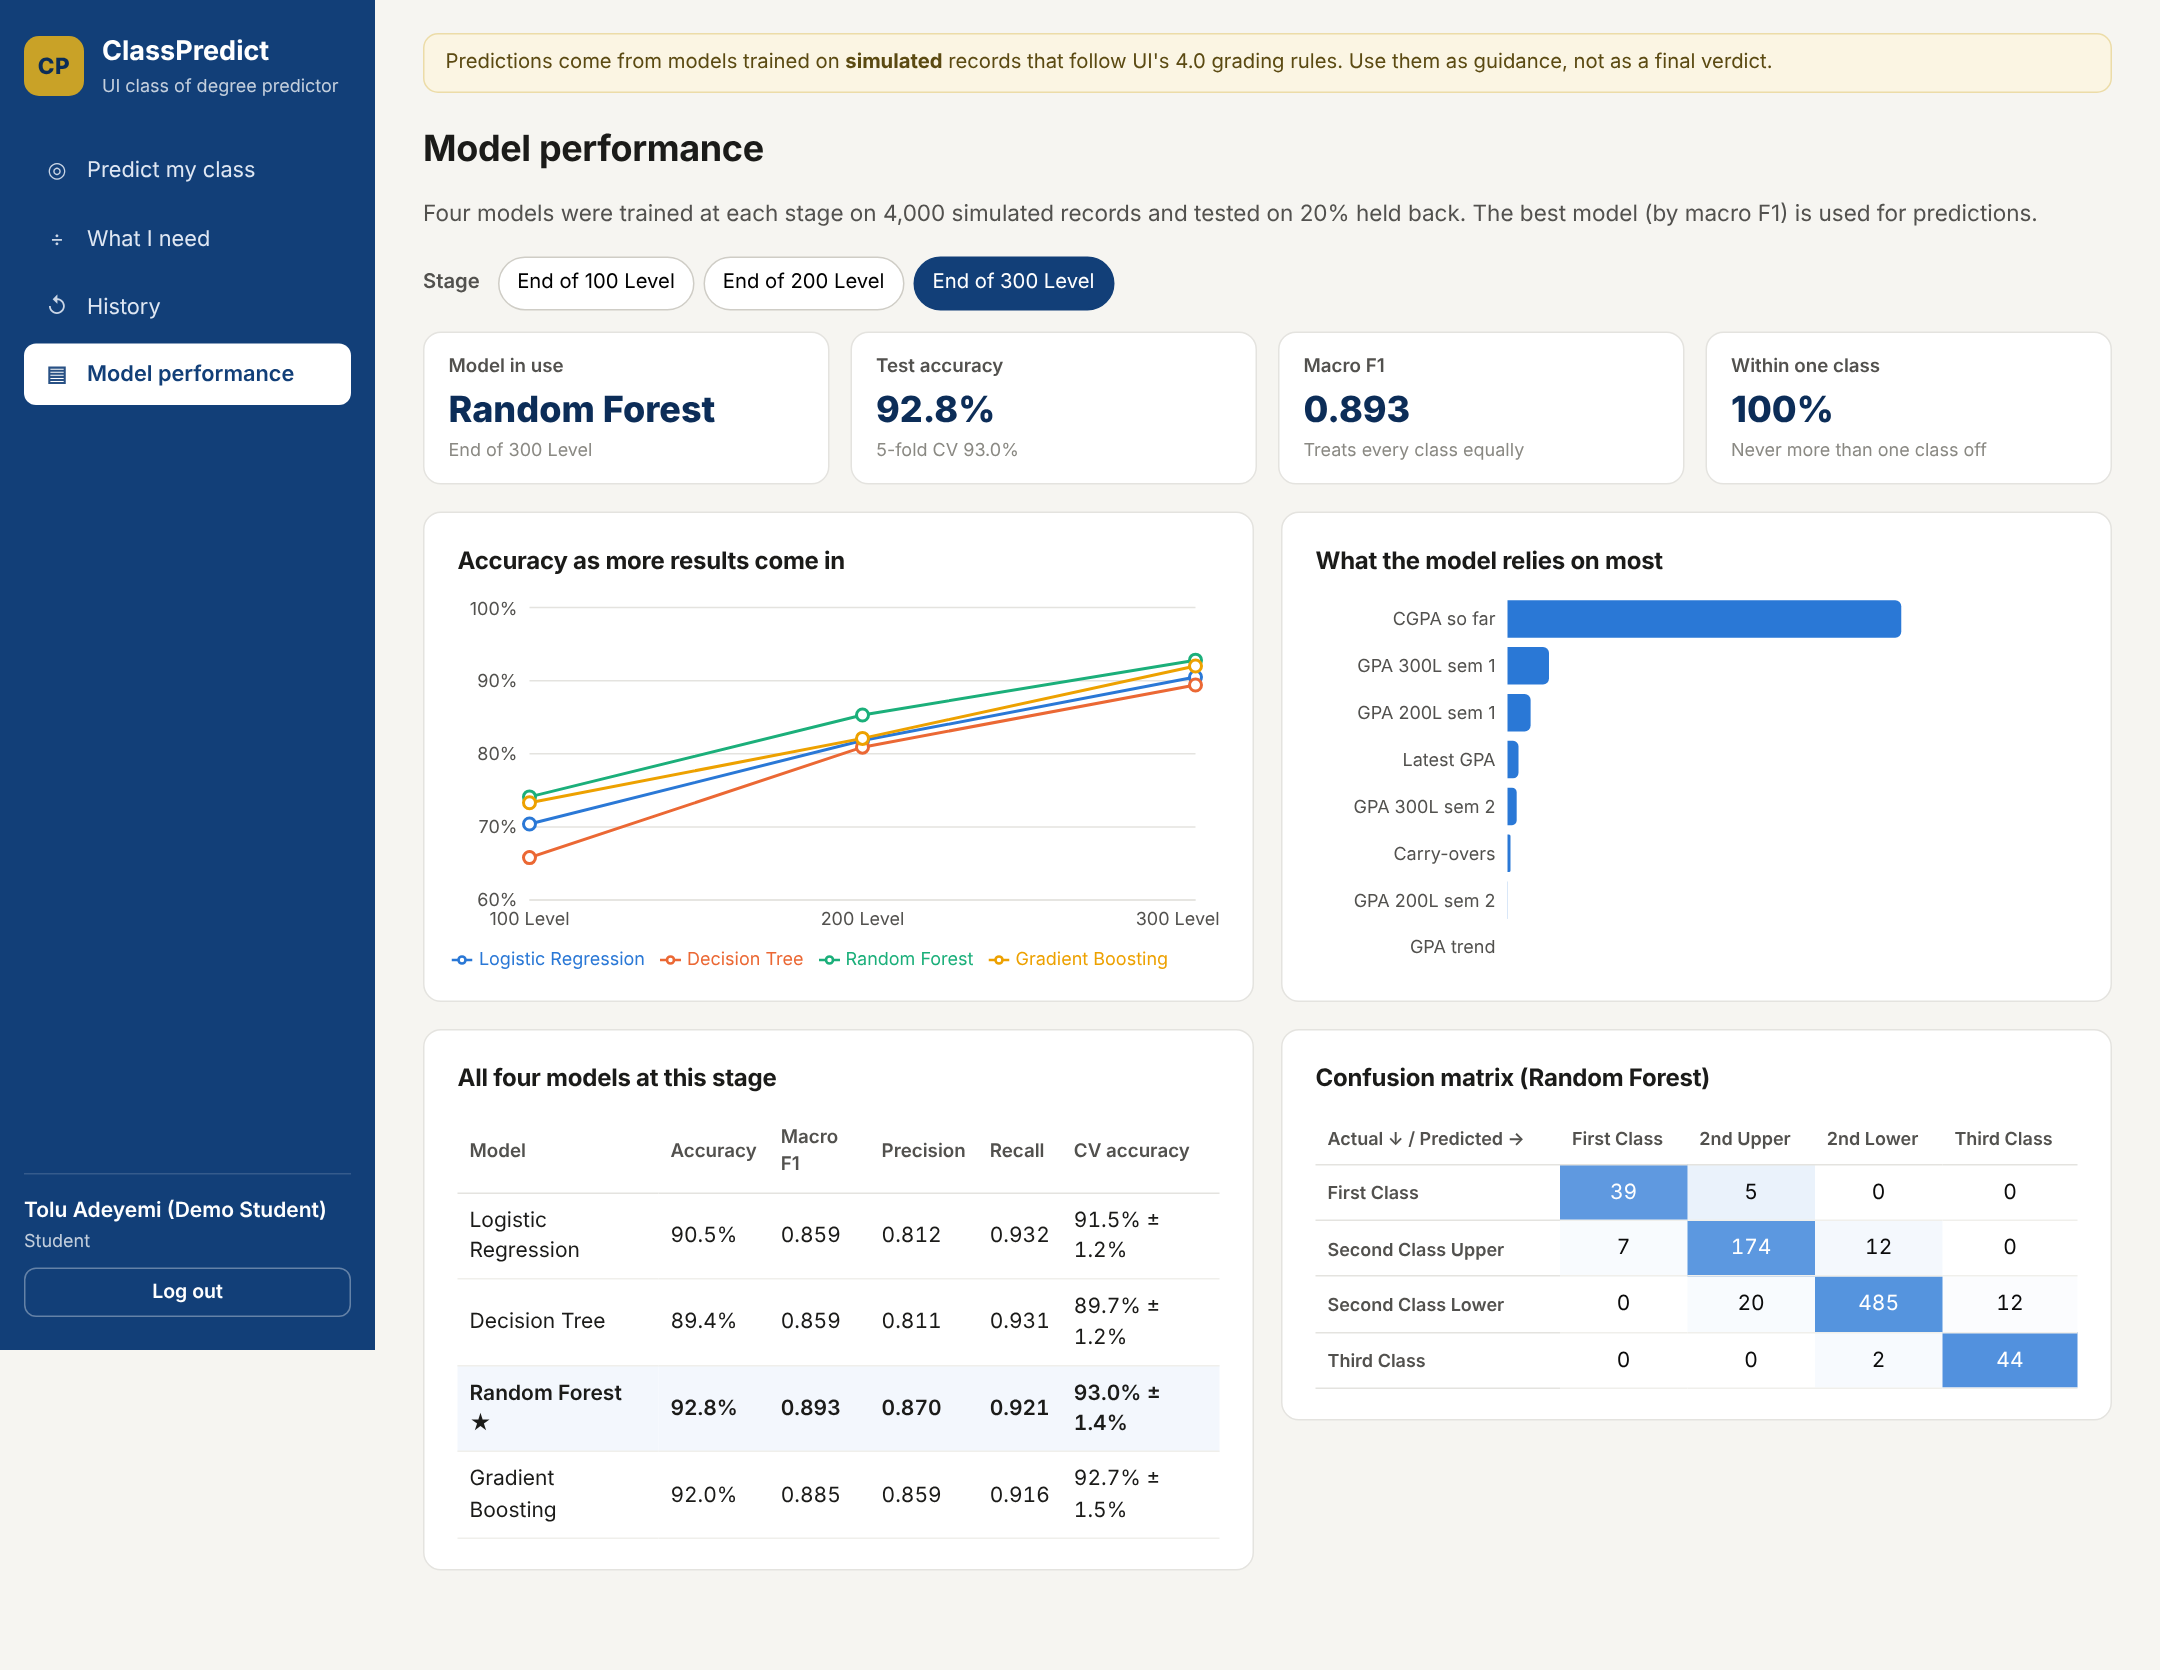 CP
ClassPredict
UI class of degree predictor
◎ Predict my class
÷ What I need
History
▤ Model performance
Tolu Adeyemi (Demo Student)
Student
Log out
Predictions come from models trained on simulated records that follow UI's 4.0 grading rules. Use them as guidance, not as a final verdict.
Model performance
Four models were trained at each stage on 4,000 simulated records and tested on 20% held back. The best model (by macro F1) is used for predictions.
Stage End of 100 Level End of 200 Level End of 300 Level
Model in use
Random Forest
End of 300 Level
Test accuracy
92.8%
5-fold CV 93.0%
Macro F1
0.893
Treats every class equally
Within one class
100%
Never more than one class off
Accuracy as more results come in
100%
90%
80%
70%
60%
100 Level 200 Level 300 Level
Logistic Regression Decision Tree Random Forest Gradient Boosting
What the model relies on most
CGPA so far
GPA 300L sem 1
GPA 200L sem 1
Latest GPA
GPA 300L sem 2
Carry-overs
GPA 200L sem 2
GPA trend
All four models at this stage
Model Accuracy Macro F1 Precision Recall CV accuracy
Logistic Regression 90.5% 0.859 0.812 0.932 91.5% ± 1.2%
Decision Tree 89.4% 0.859 0.811 0.931 89.7% ± 1.2%
Random Forest ★ 92.8% 0.893 0.870 0.921 93.0% ± 1.4%
Gradient Boosting 92.0% 0.885 0.859 0.916 92.7% ± 1.5%
Confusion matrix (Random Forest)
Actual ↓ / Predicted → First Class 2nd Upper 2nd Lower Third Class
First Class 39 5 0 0
Second Class Upper 7 174 12 0
Second Class Lower 0 20 485 12
Third Class 0 0 2 44